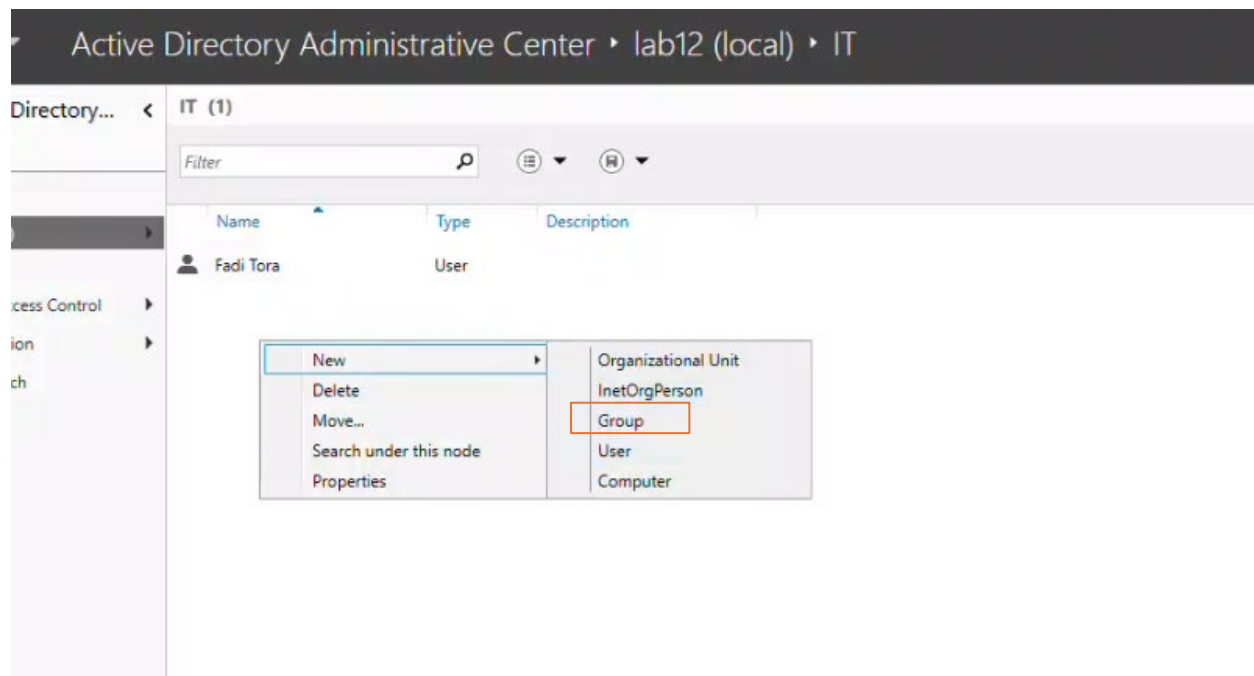 Active Directory Administrative Center ‣ lab12 (local) ‣ IT
Directory...
IT (1)
Filter
Name Type Description
Fadi Tora User
cess Control
ion
ch
New
Delete
Move...
Search under this node
Properties
Organizational Unit
InetOrgPerson
Group
User
Computer